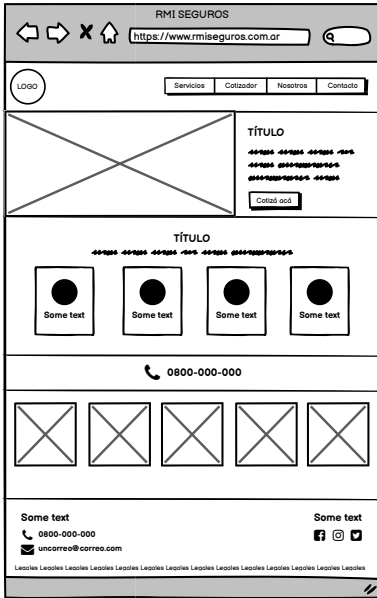 RMI SEGUROS
https://www.rmiseguros.com.ar
LOGO
Servicios Cotizador Nosotros Contacto
TÍTULO
Cotizá acá
TÍTULO
Some text Some text Some text Some text
0800-000-000
Some text Some text
0800-000-000
uncorreo@correo.com
Legales Legales Legales Legales Legales Legales Legales Legales Legales Legales Legales Legales Legales Legales